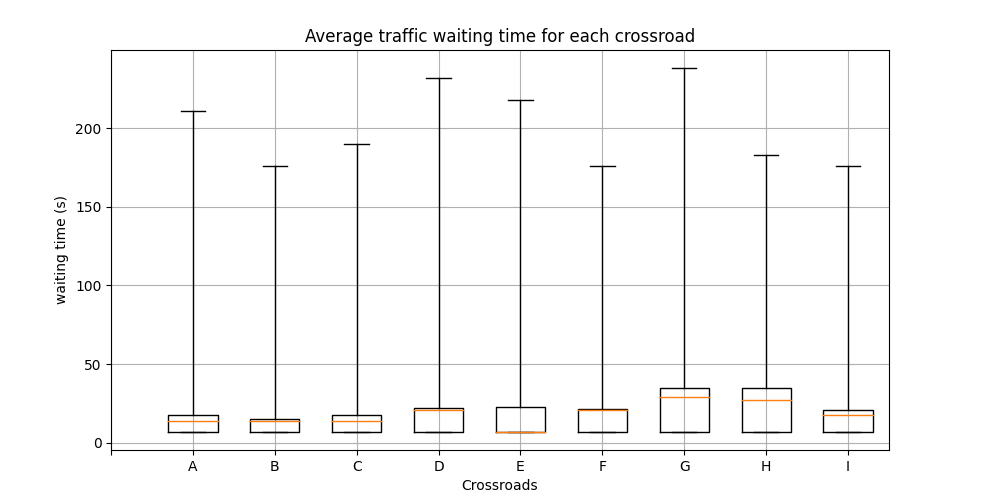 Average traffic waiting time for each crossroad
waiting time (s)
200
150
100
50
0
A B C D E F G H I
Crossroads